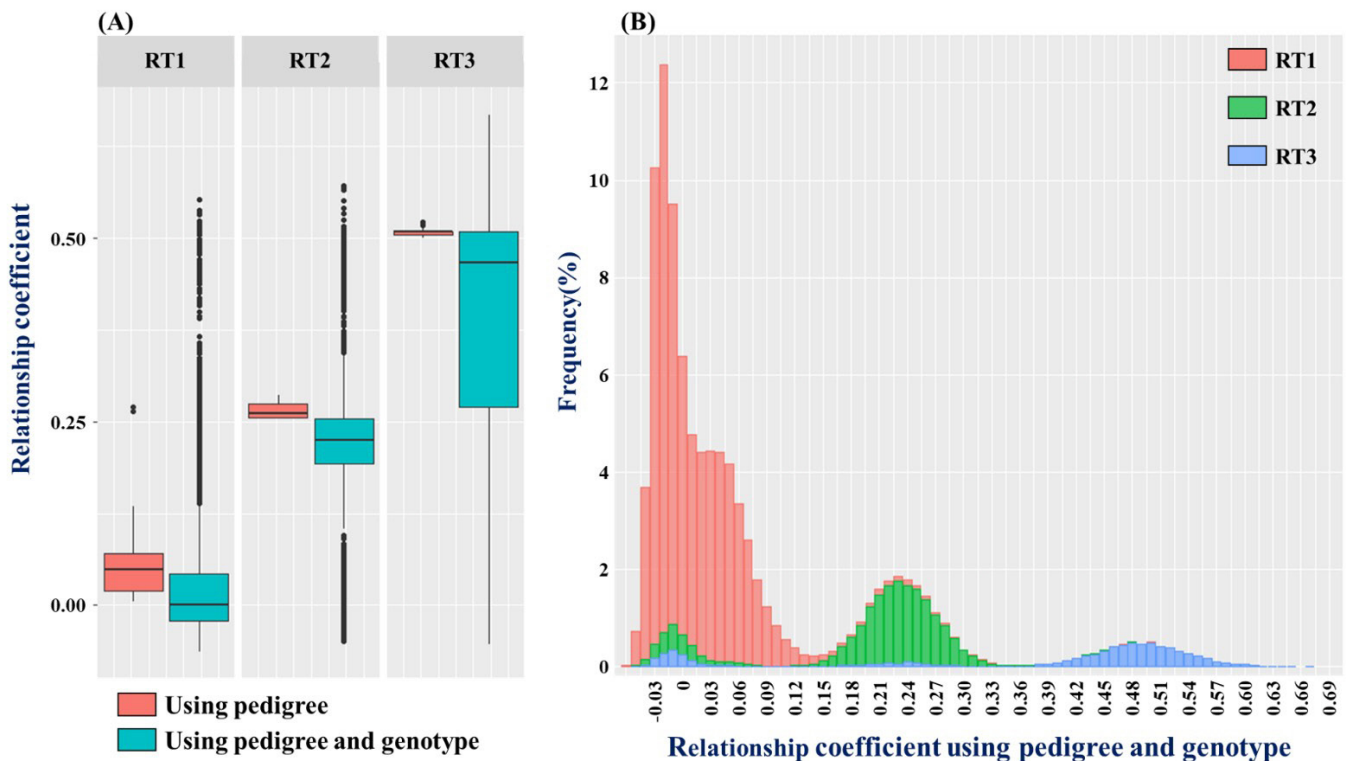 (A)
RT1 RT2 RT3
Relationship coefficient
0.50
0.25
0.00
Using pedigree
Using pedigree and genotype
(B)
RT1
RT2
RT3
Frequency(%)
12
10
8
6
4
2
0
-0.03 0 0.03 0.06 0.09 0.12 0.15 0.18 0.21 0.24 0.27 0.30 0.33 0.36 0.39 0.42 0.45 0.48 0.51 0.54 0.57 0.60 0.63 0.66 0.69
Relationship coefficient using pedigree and genotype